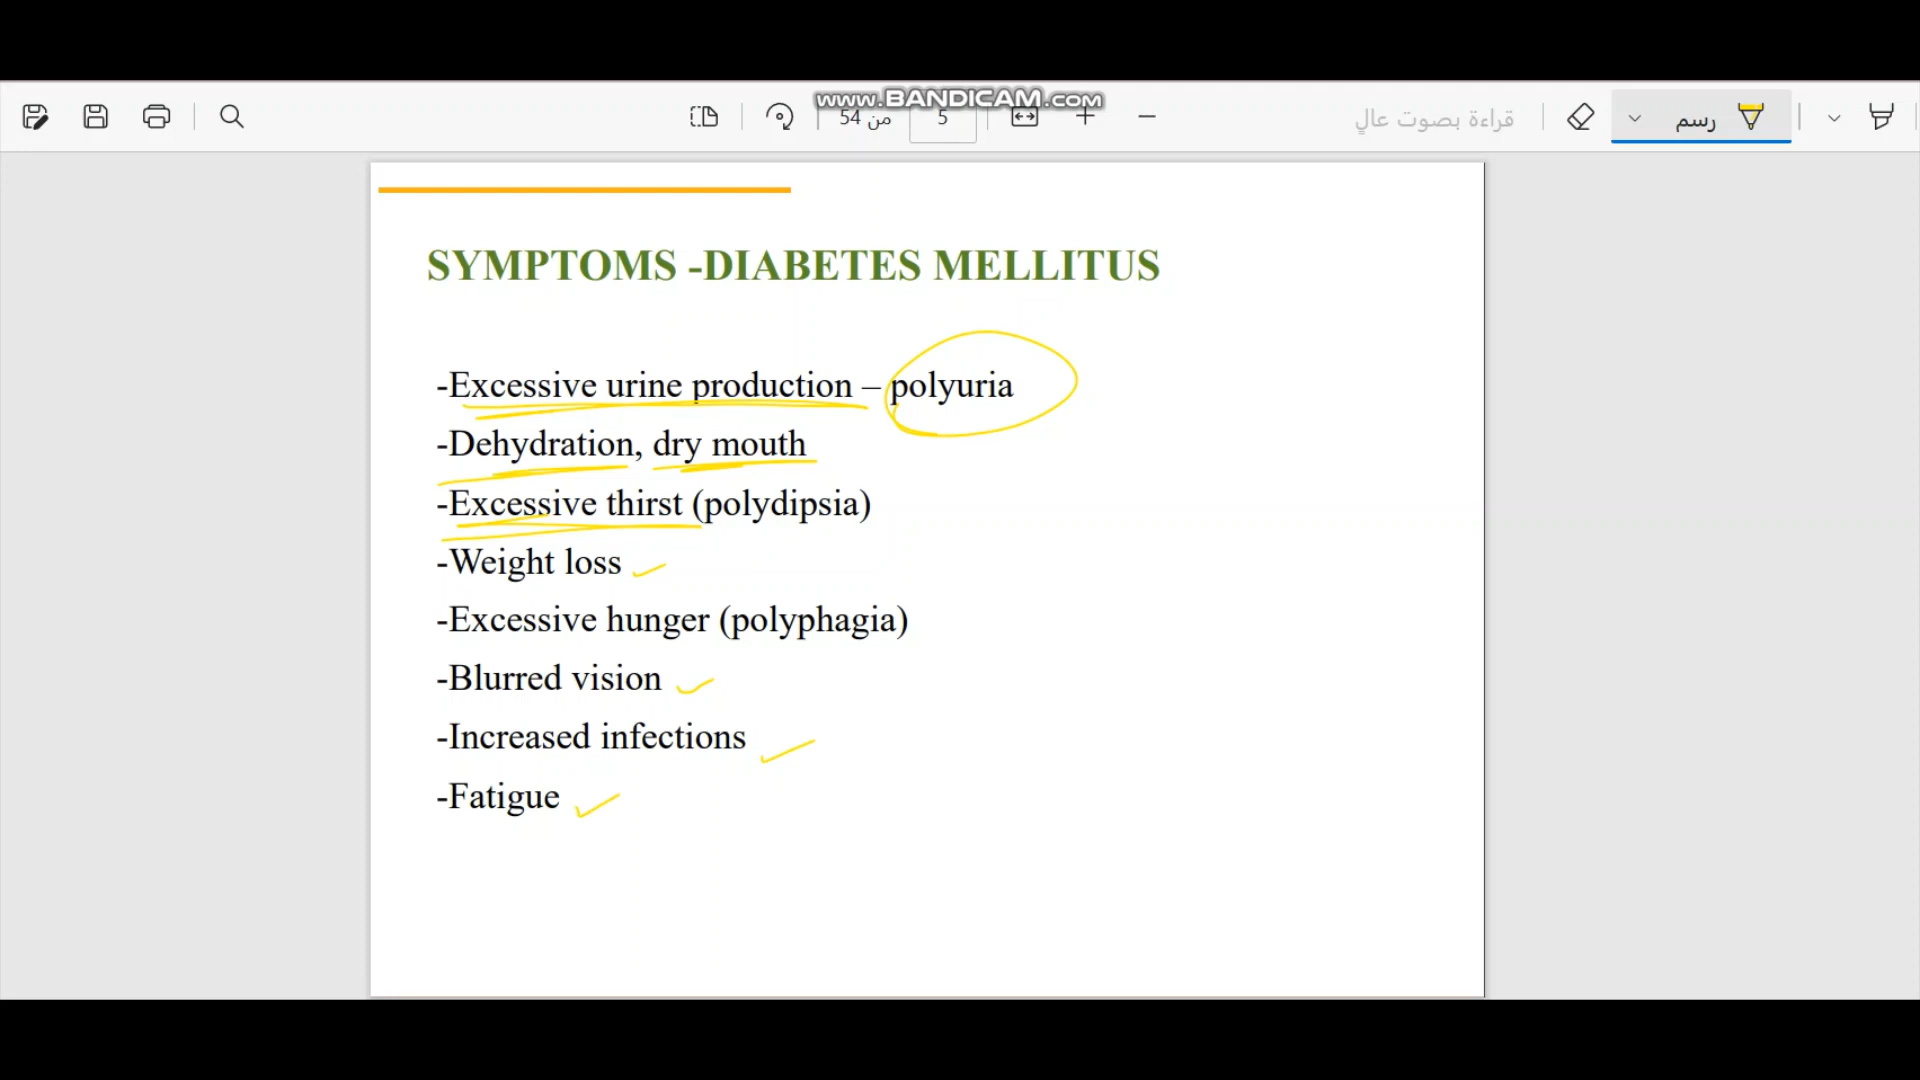 www.BANDICAM.com
من 54
5
قراءة بصوت عالٍ
رسم
SYMPTOMS -DIABETES MELLITUS
-Excessive urine production – polyuria
-Dehydration, dry mouth
-Excessive thirst (polydipsia)
-Weight loss
-Excessive hunger (polyphagia)
-Blurred vision
-Increased infections
-Fatigue